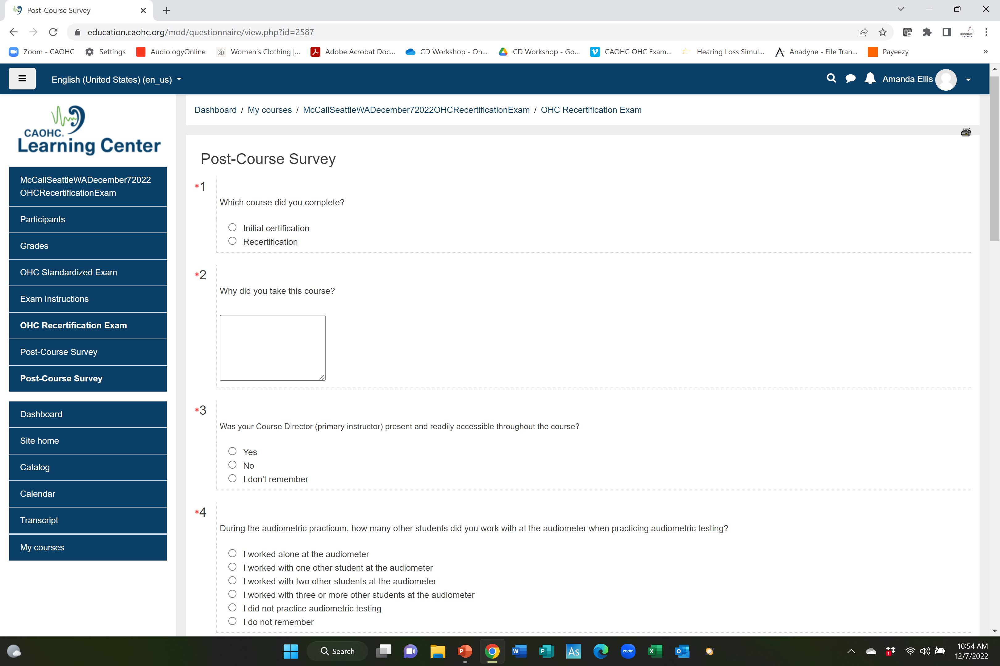 Post-Course Survey
education.caohc.org/mod/questionnaire/view.php?id=2587
Zoom - CAOHC Settings AudiologyOnline cabi Women's Clothing |... Adobe Acrobat Doc... CD Workshop - On... CD Workshop - Go... CAOHC OHC Exam... Hearing Loss Simul... Anadyne - File Tran... Payeezy »
English (United States) (en_us) Amanda Ellis
CAOHC.
Learning Center
McCallSeattleWADecember72022
OHCRecertificationExam
Participants
Grades
OHC Standardized Exam
Exam Instructions
OHC Recertification Exam
Post-Course Survey
Post-Course Survey
Dashboard
Site home
Catalog
Calendar
Transcript
My courses
Dashboard / My courses / McCallSeattleWADecember72022OHCRecertificationExam / OHC Recertification Exam
Post-Course Survey
*1
Which course did you complete?
Initial certification
Recertification
*2
Why did you take this course?
*3
Was your Course Director (primary instructor) present and readily accessible throughout the course?
Yes
No
I don't remember
*4
During the audiometric practicum, how many other students did you work with at the audiometer when practicing audiometric testing?
I worked alone at the audiometer
I worked with one other student at the audiometer
I worked with two other students at the audiometer
I worked with three or more other students at the audiometer
I did not practice audiometric testing
I do not remember
Search
P W P As zoom X O
1
10:54 AM
12/7/2022